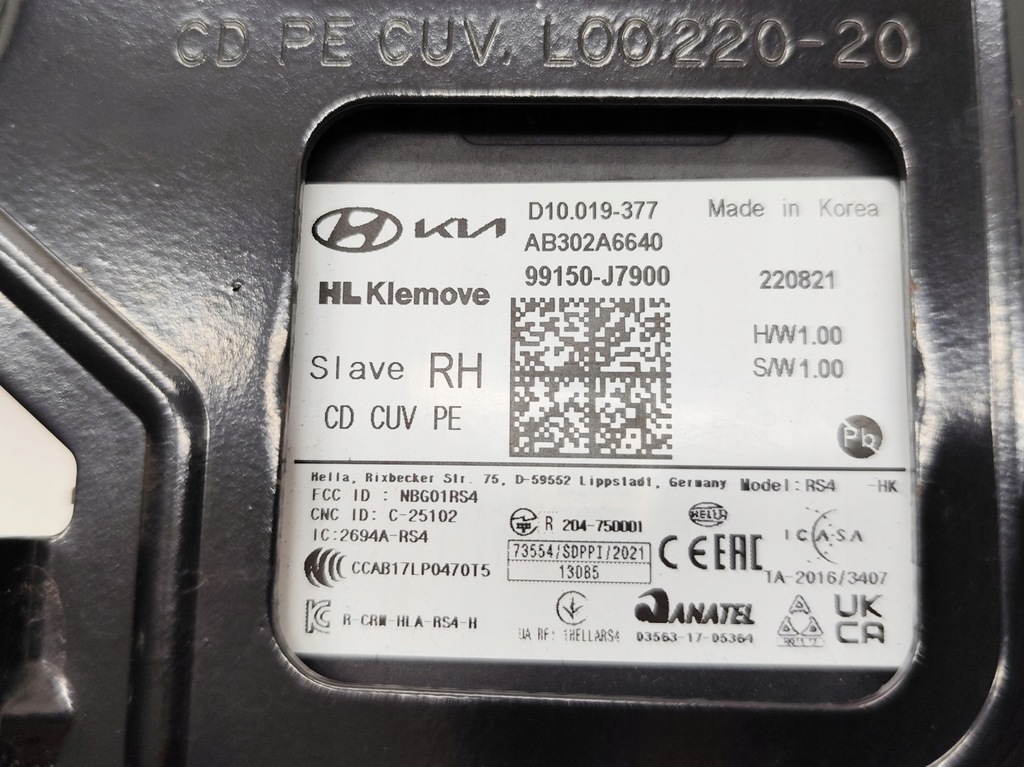 CD PE CUV. L00220-20
KIA
D10.019-377
Made in Korea
AB302A6640
99150-J7900
220821
HL Klemove
H/W1.00
S/W1.00
Slave RH
CD CUV PE
Pb
Hella, Rixbecker Str. 75, D-59552 Lippstadt, Germany Model: RS4 -HK
FCC ID : NBG01RS4
CNC ID: C-25102
IC:2694A-RS4
R 204-750001
HELLA
ICASA
73554/SDPPI/2021
13085
CE EAC
TA-2016/3407
CCAB17LP0470T5
R-CRM-HLA-RS4-H
UA RF: 1HELLARS4
ANATEL
03563-17-05364
UK
CA